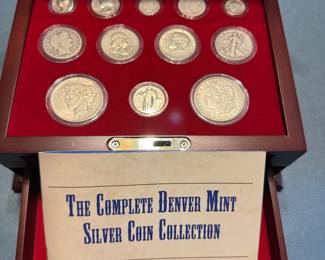 THE COMPLETE DENVER MINT
SILVER COIN COLLECTION